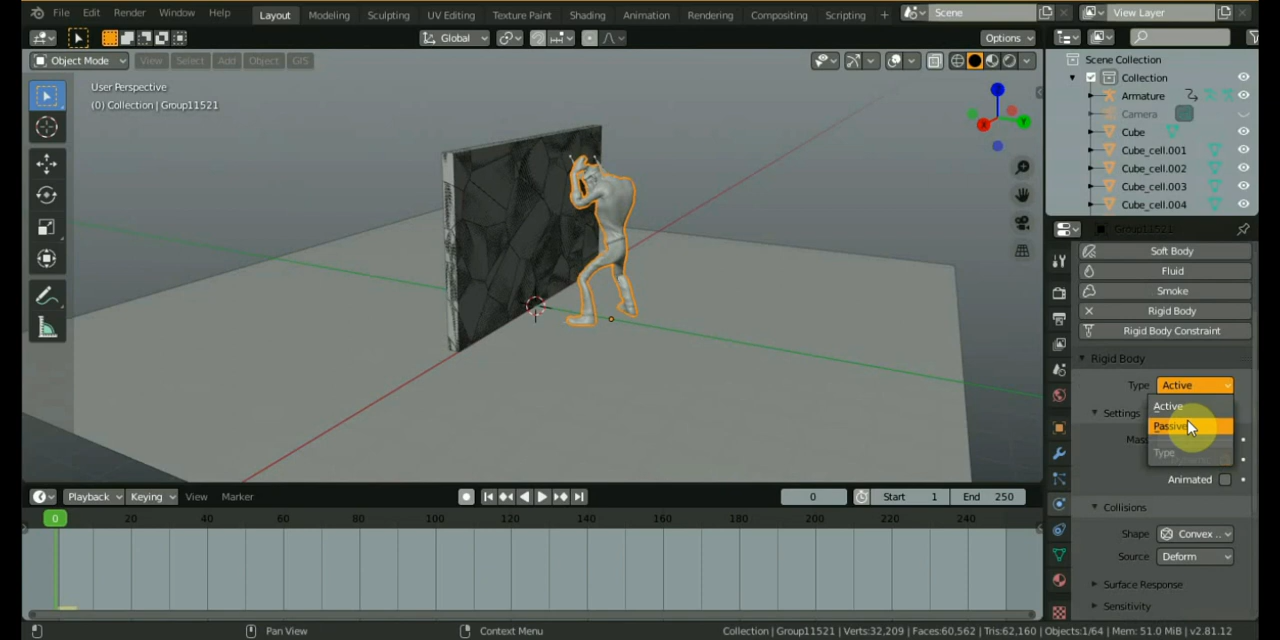 File Edit Render Window Help Layout Modeling Sculpting UV Editing Texture Paint Shading Animation Rendering Compositing Scripting + Scene View Layer
Global Options
Object Mode View Select Add Object GIS
User Perspective
(0) Collection | Group11521
Scene Collection
Collection
Armature
Camera
Cube
Cube_cell.001
Cube_cell.002
Cube_cell.003
Cube_cell.004
Group11521
Soft Body
Fluid
Smoke
Rigid Body
Rigid Body Constraint
Rigid Body
Type Active
Active
Settings
Passive
Mass
Type
Animated
Collisions
Shape Convex ..
Source Deform
Surface Response
Sensitivity
Playback Keying View Marker 0 Start 1 End 250
0 20 40 60 80 100 120 140 160 180 200 220 240
Pan View Context Menu Collection | Group11521 | Verts:32,209 | Faces:60,562 | Tris:62,160 | Objects:1/64 | Mem: 51.0 MiB | v2.81.12
X Y Z